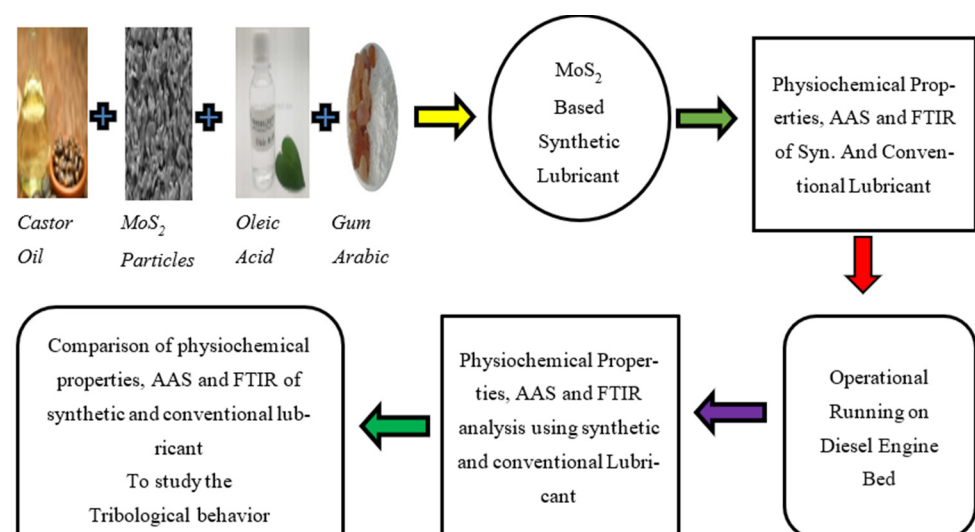 Castor
Oil
MoS₂
Particles
Oleic
Acid
Gum
Arabic
MoS₂
Based
Synthetic
Lubricant
Physiochemical Prop-
erties, AAS and FTIR
of Syn. And Conven-
tional Lubricant
Operational
Running on
Diesel Engine
Bed
Physiochemical Proper-
ties, AAS and FTIR
analysis using synthetic
and conventional Lubri-
cant
Comparison of physiochemical
properties, AAS and FTIR of
synthetic and conventional lub-
ricant
To study the
Tribological behavior